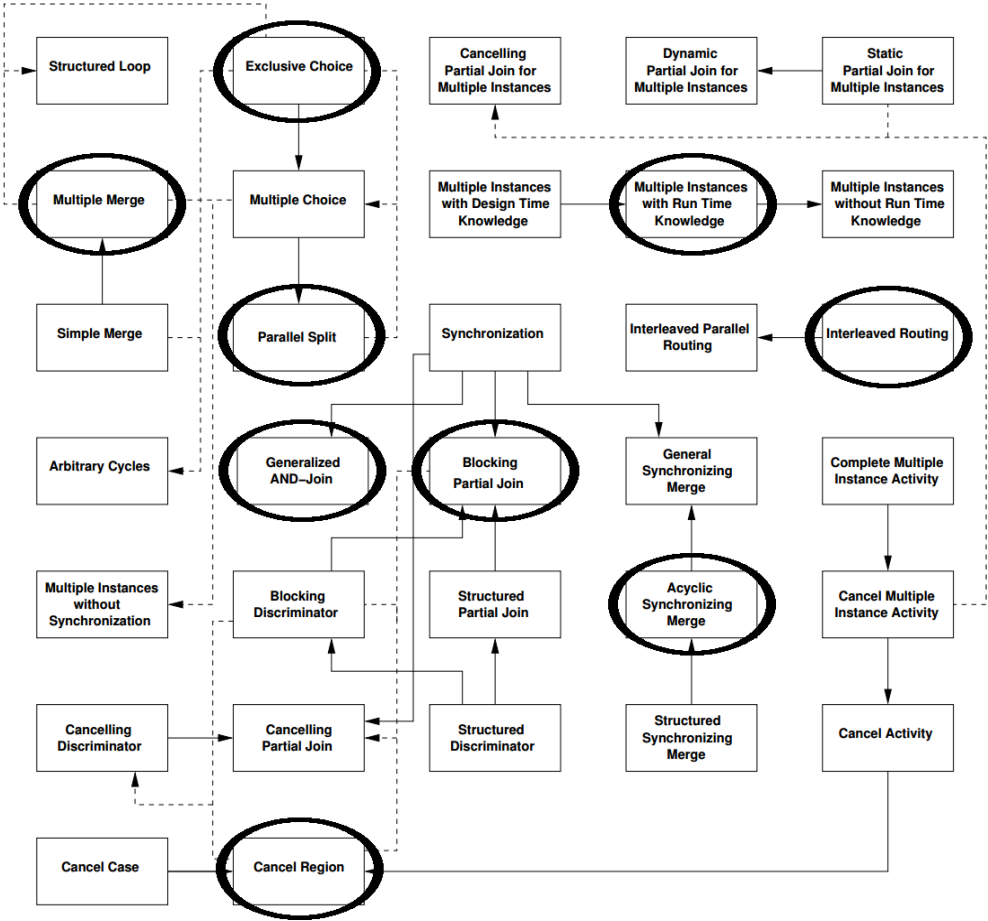 Structured Loop
Exclusive Choice
Cancelling
Partial Join for
Multiple Instances
Dynamic
Partial Join for
Multiple Instances
Static
Partial Join for
Multiple Instances
Multiple Merge
Multiple Choice
Multiple Instances
with Design Time
Knowledge
Multiple Instances
with Run Time
Knowledge
Multiple Instances
without Run Time
Knowledge
Simple Merge
Parallel Split
Synchronization
Interleaved Parallel
Routing
Interleaved Routing
Arbitrary Cycles
Generalized
AND−Join
Blocking
Partial Join
General
Synchronizing
Merge
Complete Multiple
Instance Activity
Multiple Instances
without
Synchronization
Blocking
Discriminator
Structured
Partial Join
Acyclic
Synchronizing
Merge
Cancel Multiple
Instance Activity
Cancelling
Discriminator
Cancelling
Partial Join
Structured
Discriminator
Structured
Synchronizing
Merge
Cancel Activity
Cancel Case
Cancel Region